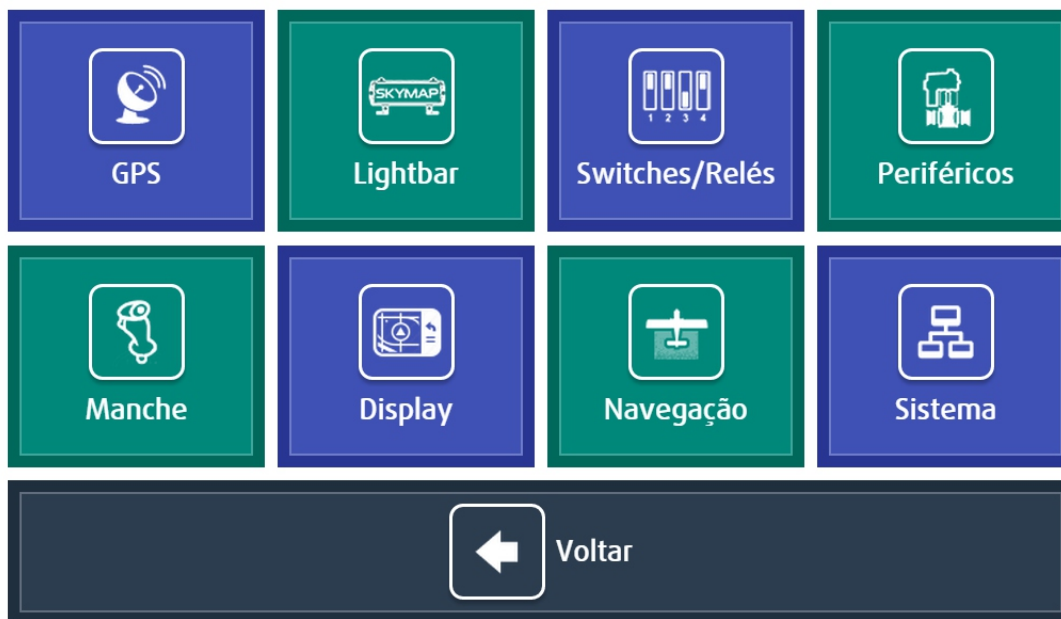 GPS
SKYMAP
Lightbar
1 2 3 4
Switches/Relés
Periféricos
Manche
Display
Navegação
Sistema
Voltar